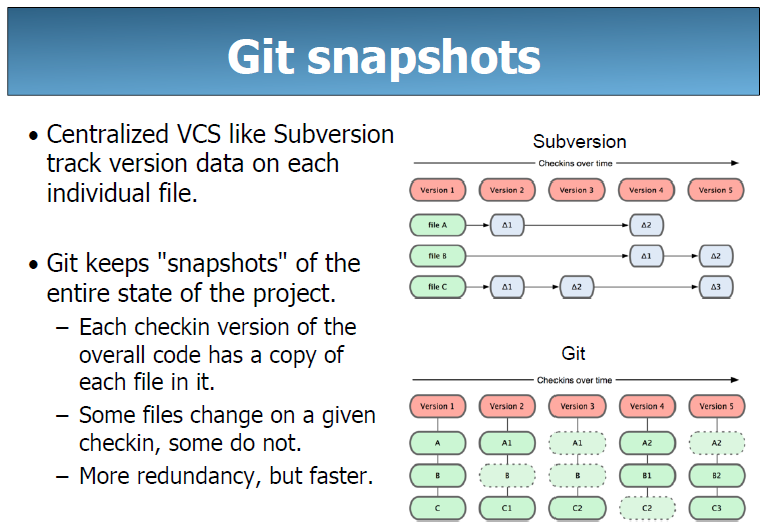 Git snapshots
• Centralized VCS like Subversion
track version data on each
individual file.
• Git keeps "snapshots" of the
entire state of the project.
– Each checkin version of the
overall code has a copy of
each file in it.
– Some files change on a given
checkin, some do not.
– More redundancy, but faster.
Subversion
Checkins over time
Version 1 Version 2 Version 3 Version 4 Version 5
file A Δ1 Δ2
file B Δ1 Δ2
file C Δ1 Δ2 Δ3
Git
Checkins over time
Version 1 Version 2 Version 3 Version 4 Version 5
A A1 A1 A2 A2
B B B B1 B2
C C1 C2 C2 C3